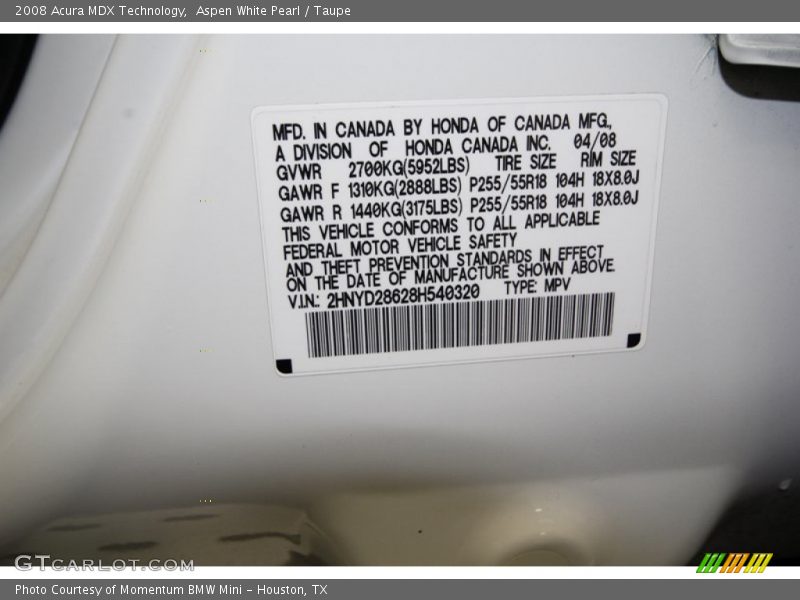 2008 Acura MDX Technology,  Aspen White Pearl / Taupe
MFD. IN CANADA BY HONDA OF CANADA MFG.,
A DIVISION OF HONDA CANADA INC. 04/08
GVWR 2700KG(5952LBS) TIRE SIZE RIM SIZE
GAWR F 1310KG(2888LBS) P255/55R18 104H 18X8.0J
GAWR R 1440KG(3175LBS) P255/55R18 104H 18X8.0J
THIS VEHICLE CONFORMS TO ALL APPLICABLE
FEDERAL MOTOR VEHICLE SAFETY
AND THEFT PREVENTION STANDARDS IN EFFECT
ON THE DATE OF MANUFACTURE SHOWN ABOVE.
V.I.N.: 2HNYD28628H540320 TYPE: MPV
GTCARLOT.COM
Photo Courtesy of Momentum BMW Mini - Houston, TX